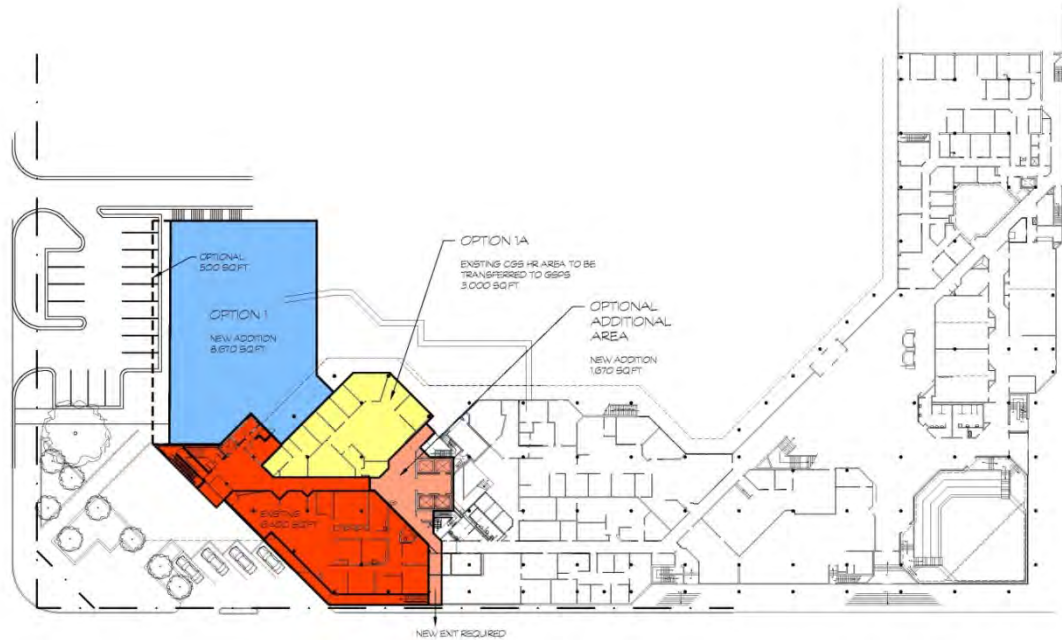 OPTIONAL
500 SQ.FT
OPTION 1
NEW ADDITION
8,670 SQ.FT
OPTION 1A
EXISTING CGS HR AREA TO BE
TRANSFERRED TO GSPS
3,000 SQ.FT
OPTIONAL
ADDITIONAL
AREA
NEW ADDITION
1,670 SQ.FT
EXISTING
SQ.FT
NEW EXIT REQUIRED